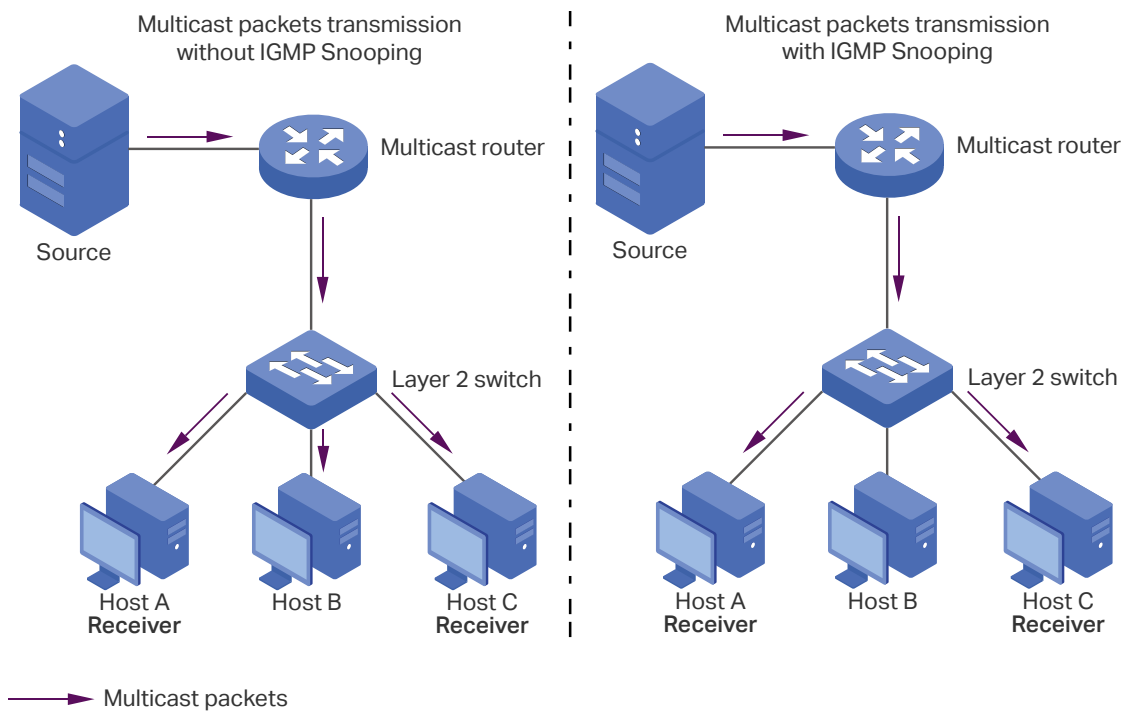 Multicast packets transmission
without IGMP Snooping
Multicast router
Source
Layer 2 switch
Host A
Receiver
Host B
Host C
Receiver
Multicast packets transmission
with IGMP Snooping
Multicast router
Source
Layer 2 switch
Host A
Receiver
Host B
Host C
Receiver
Multicast packets